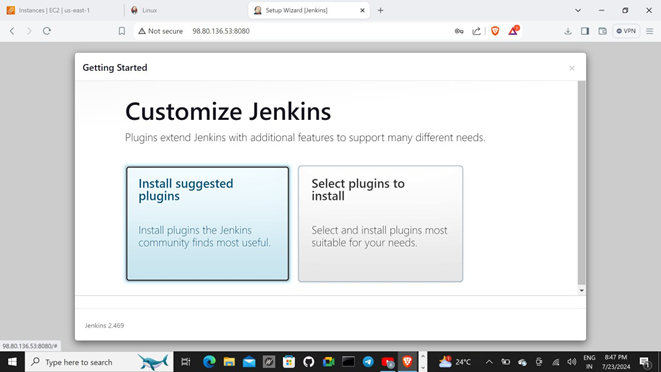 Instances | EC2 | us-east-1
Linux
Setup Wizard [Jenkins]
Not secure
98.80.136.53:8080
VPN
Getting Started
Customize Jenkins
Plugins extend Jenkins with additional features to support many different needs.
Install suggested
plugins
Install plugins the Jenkins
community finds most useful.
Select plugins to
install
Select and install plugins most
suitable for your needs.
Jenkins 2.469
98.80.136.53:8080/#
Type here to search
24°C
ENG
IN
8:47 PM
7/23/2024